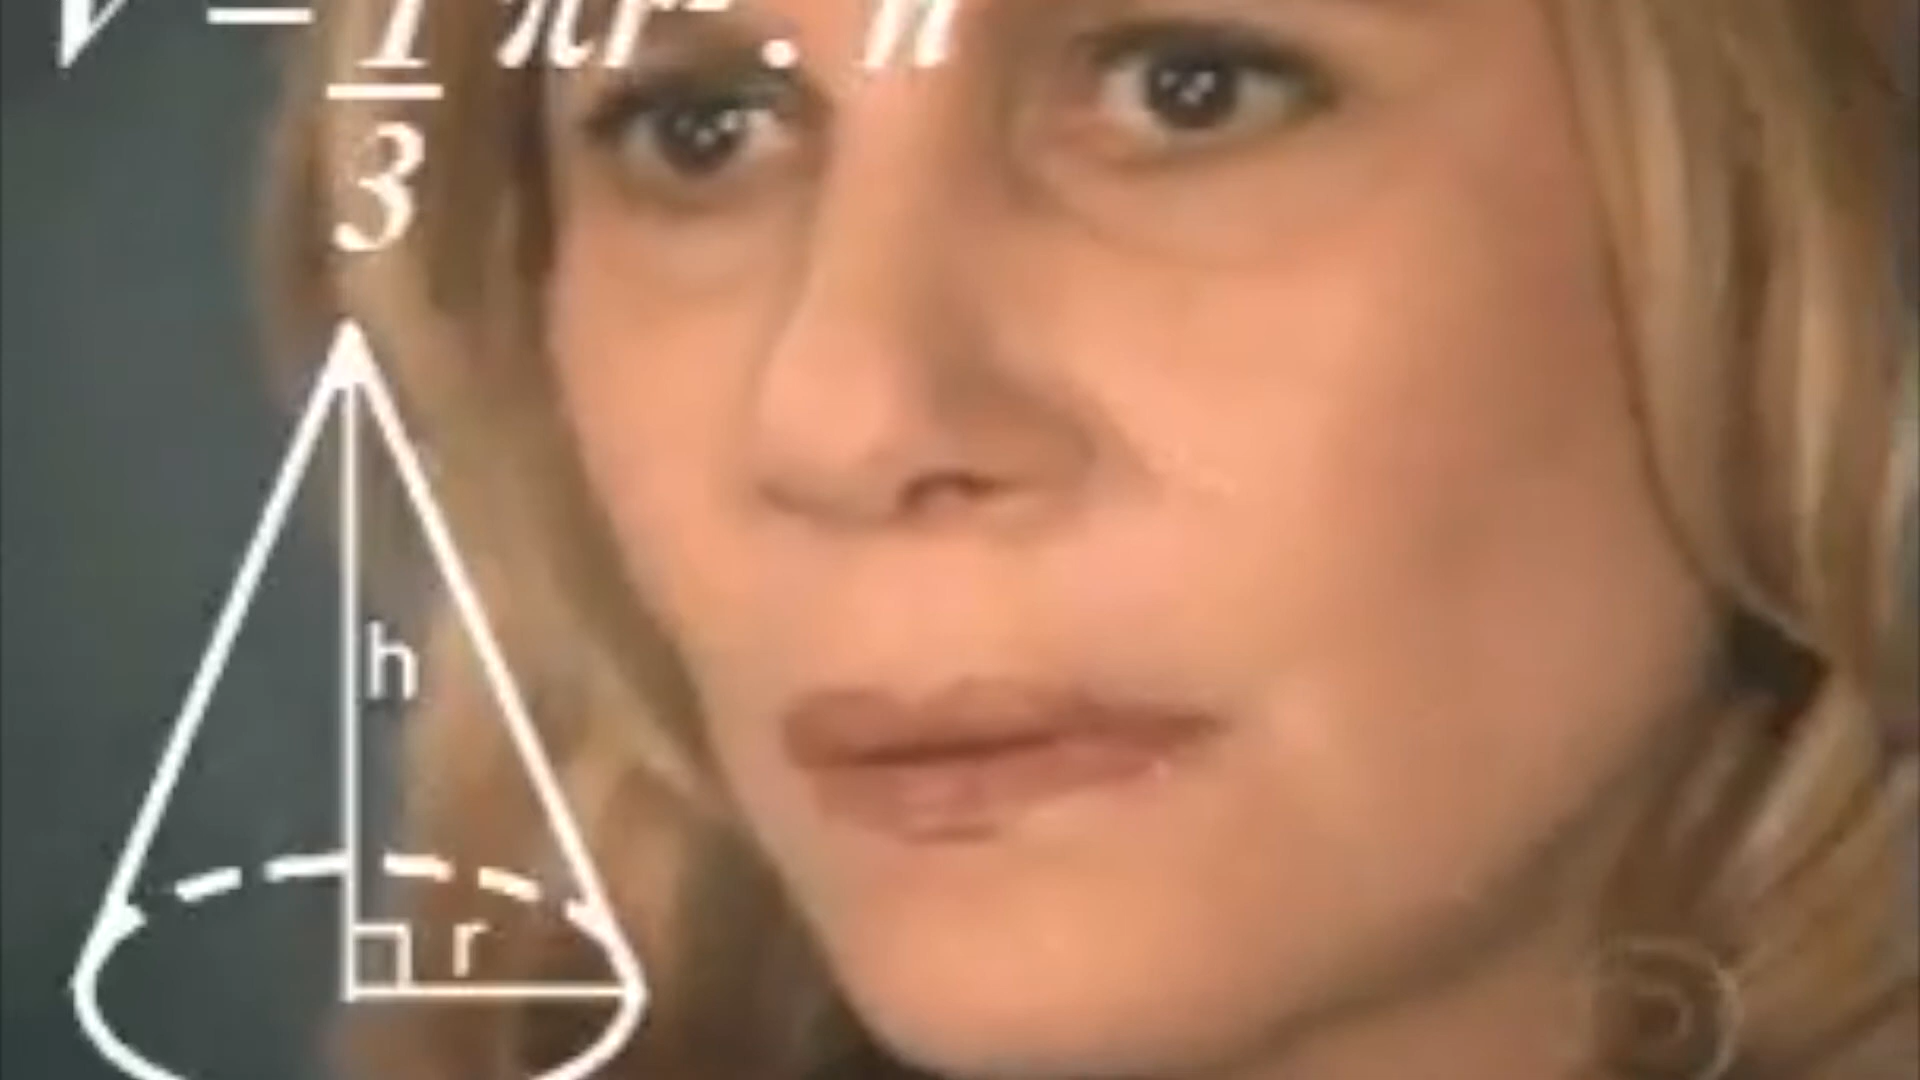 V = 1/3 πr² . h
h
r